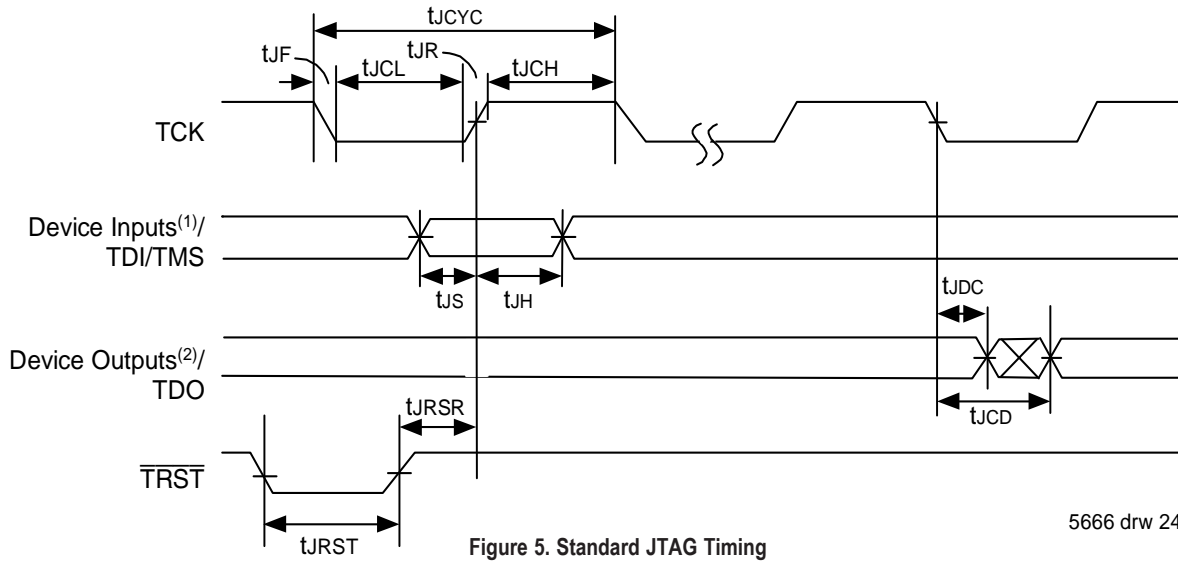 tJCYC
tJF
tJCL
tJR
tJCH
TCK
Device Inputs(1)/
TDI/TMS
tJS
tJH
tJDC
Device Outputs(2)/
TDO
tJRSR
tJCD
TRST
tJRST
5666 drw 24
Figure 5. Standard JTAG Timing